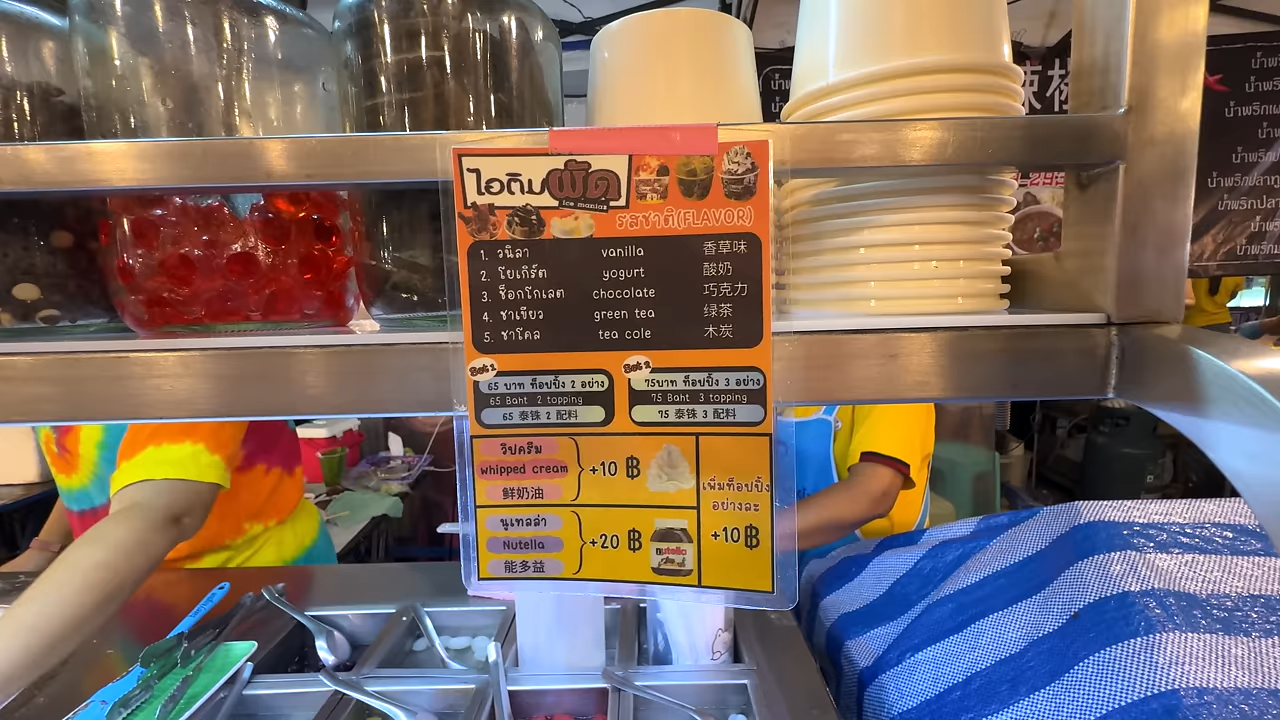 ไอติมผัด
Ice maniaz
รสชาติ(FLAVOR)
1. วนิลา vanilla 香草味
2. โยเกิร์ต yogurt 酸奶
3. ช็อกโกเลต chocolate 巧克力
4. ชาเขียว green tea 绿茶
5. ชาโคล tea cole 木炭
Set 1
65 บาท ท็อปปิ้ง 2 อย่าง
65 Baht 2 topping
65 泰铢 2 配料
Set 2
75บาท ท็อปปิ้ง 3 อย่าง
75 Baht 3 topping
75 泰铢 3 配料
วิปครีม
whipped cream
鲜奶油
+10 ฿
นูเทลล่า
Nutella
能多益
+20 ฿
nutella
เพิ่มท็อปปิ้ง
อย่างละ
+10฿